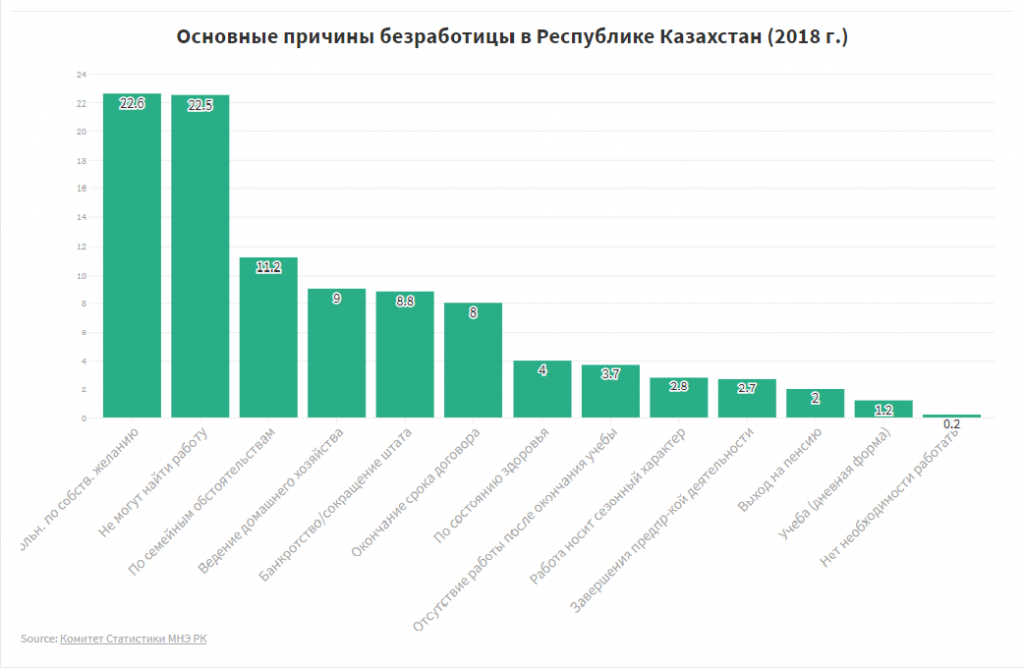 Основные причины безработицы в Республике Казахстан (2018 г.)
24
22
20
18
16
14
12
10
8
6
4
2
0
22.6
22.5
11.2
9
8.8
8
4
3.7
2.8
2.7
2
1.2
0.2
по собств. желанию
Не могут найти работу
По семейным обстоятельствам
Ведение домашнего хозяйства
Банкротство/сокращение штата
Окончание срока договора
По состоянию здоровья
Отсутствие работы после окончания учебы
Работа носит сезонный характер
Завершения предпр-кой деятельности
Выход на пенсию
Учеба (дневная форма)
Нет необходимости работать
Source: Комитет Статистики МНЭ РК